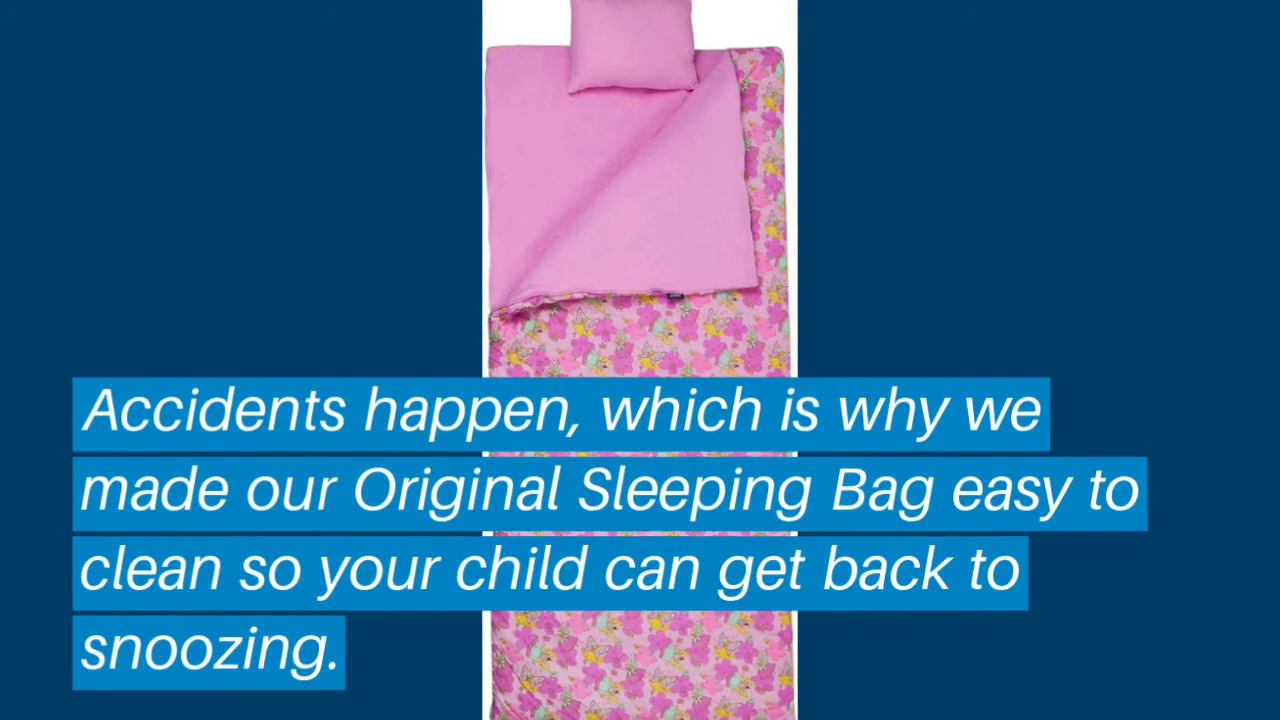 Accidents happen, which is why we
made our Original Sleeping Bag easy to
clean so your child can get back to
snoozing.